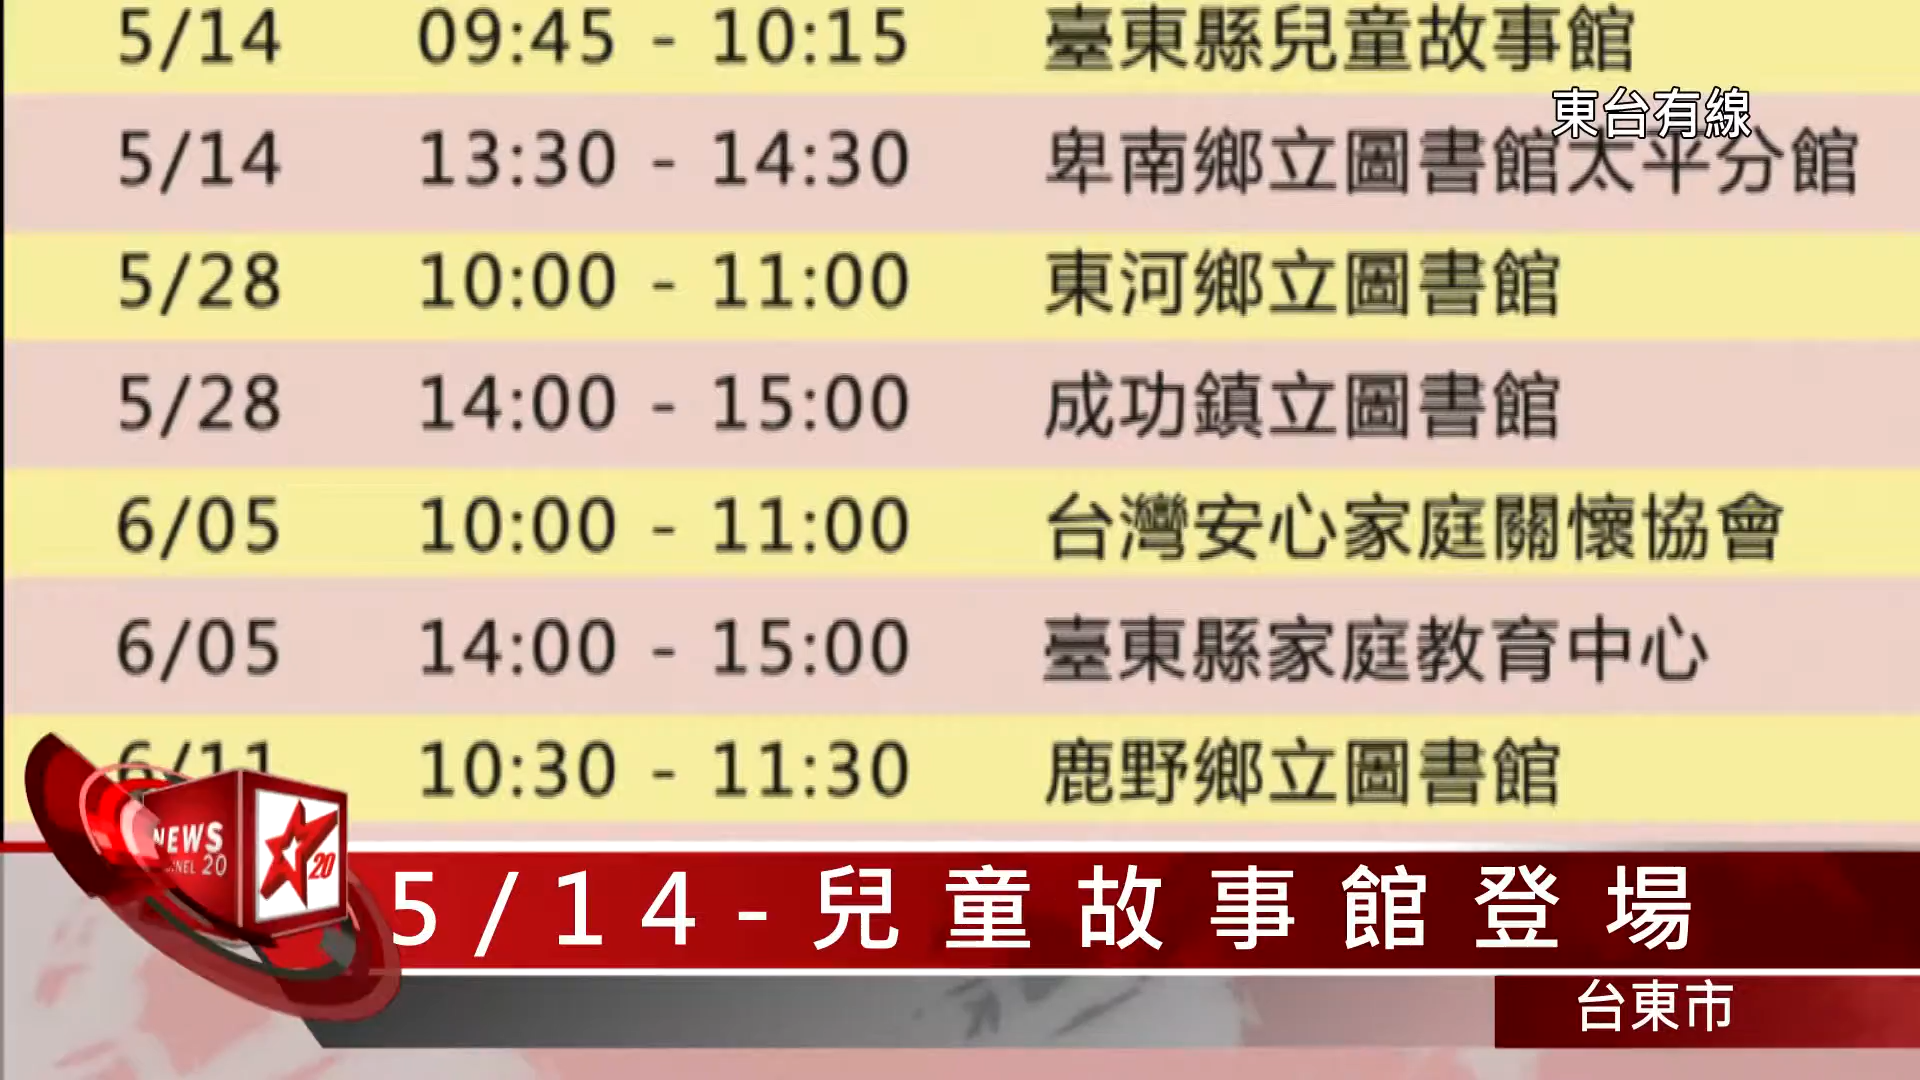 5/14 09:45 - 10:15 臺東縣兒童故事館
東台有線
5/14 13:30 - 14:30 卑南鄉立圖書館太平分館
5/28 10:00 - 11:00 東河鄉立圖書館
5/28 14:00 - 15:00 成功鎮立圖書館
6/05 10:00 - 11:00 台灣安心家庭關懷協會
6/05 14:00 - 15:00 臺東縣家庭教育中心
6/11 10:30 - 11:30 鹿野鄉立圖書館
NEWS
20
20
5/14-兒童故事館登場
台東市